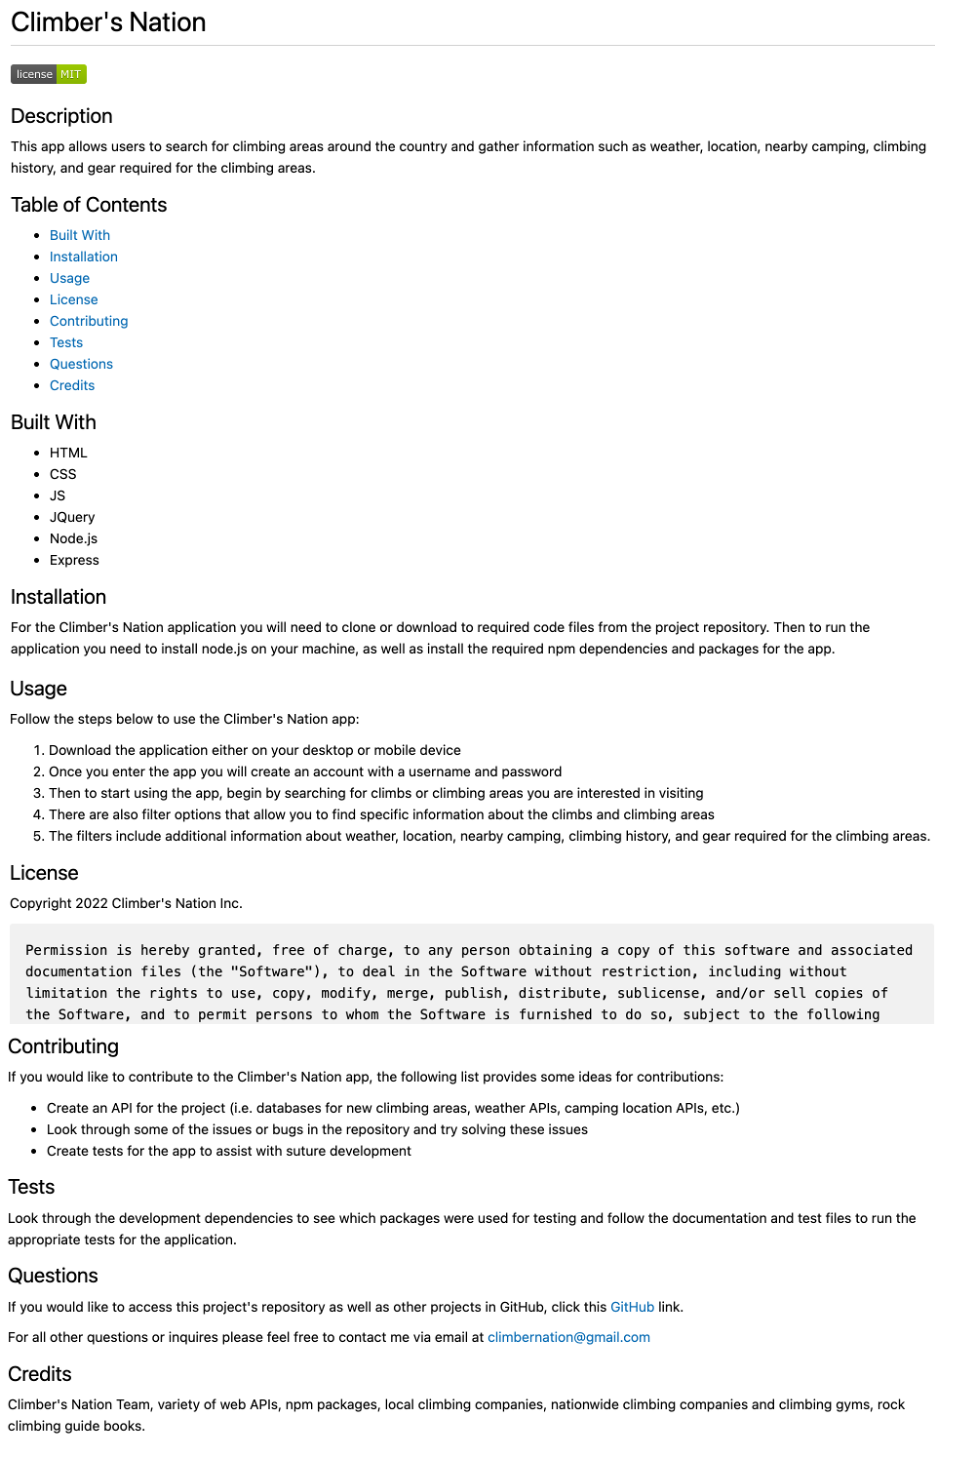 Climber's Nation
license MIT
Description
This app allows users to search for climbing areas around the country and gather information such as weather, location, nearby camping, climbing
history, and gear required for the climbing areas.
Table of Contents
• Built With
• Installation
• Usage
• License
• Contributing
• Tests
• Questions
• Credits
Built With
• HTML
• CSS
• JS
• JQuery
• Node.js
• Express
Installation
For the Climber's Nation application you will need to clone or download to required code files from the project repository. Then to run the
application you need to install node.js on your machine, as well as install the required npm dependencies and packages for the app.
Usage
Follow the steps below to use the Climber's Nation app:
1. Download the application either on your desktop or mobile device
2. Once you enter the app you will create an account with a username and password
3. Then to start using the app, begin by searching for climbs or climbing areas you are interested in visiting
4. There are also filter options that allow you to find specific information about the climbs and climbing areas
5. The filters include additional information about weather, location, nearby camping, climbing history, and gear required for the climbing areas.
License
Copyright 2022 Climber's Nation Inc.
Permission is hereby granted, free of charge, to any person obtaining a copy of this software and associated
documentation files (the "Software"), to deal in the Software without restriction, including without
limitation the rights to use, copy, modify, merge, publish, distribute, sublicense, and/or sell copies of
the Software, and to permit persons to whom the Software is furnished to do so, subject to the following
Contributing
If you would like to contribute to the Climber's Nation app, the following list provides some ideas for contributions:
• Create an API for the project (i.e. databases for new climbing areas, weather APIs, camping location APIs, etc.)
• Look through some of the issues or bugs in the repository and try solving these issues
• Create tests for the app to assist with suture development
Tests
Look through the development dependencies to see which packages were used for testing and follow the documentation and test files to run the
appropriate tests for the application.
Questions
If you would like to access this project's repository as well as other projects in GitHub, click this GitHub link.
For all other questions or inquires please feel free to contact me via email at climbernation@gmail.com
Credits
Climber's Nation Team, variety of web APIs, npm packages, local climbing companies, nationwide climbing companies and climbing gyms, rock
climbing guide books.